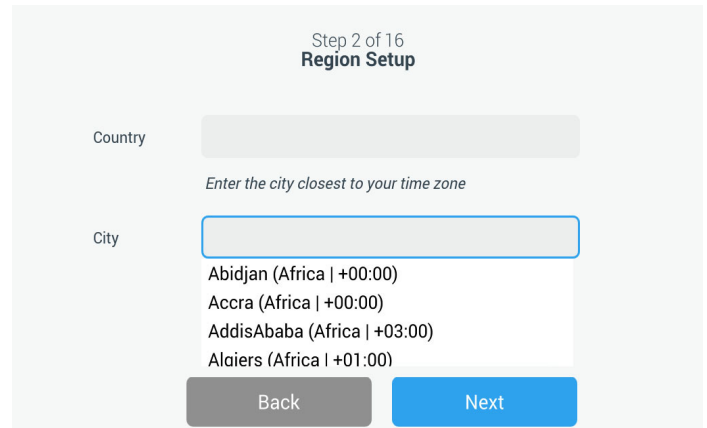 Step 2 of 16
Region Setup
Country
Enter the city closest to your time zone
City
Abidjan (Africa | +00:00)
Accra (Africa | +00:00)
AddisAbaba (Africa | +03:00)
Algiers (Africa | +01:00)
Back
Next